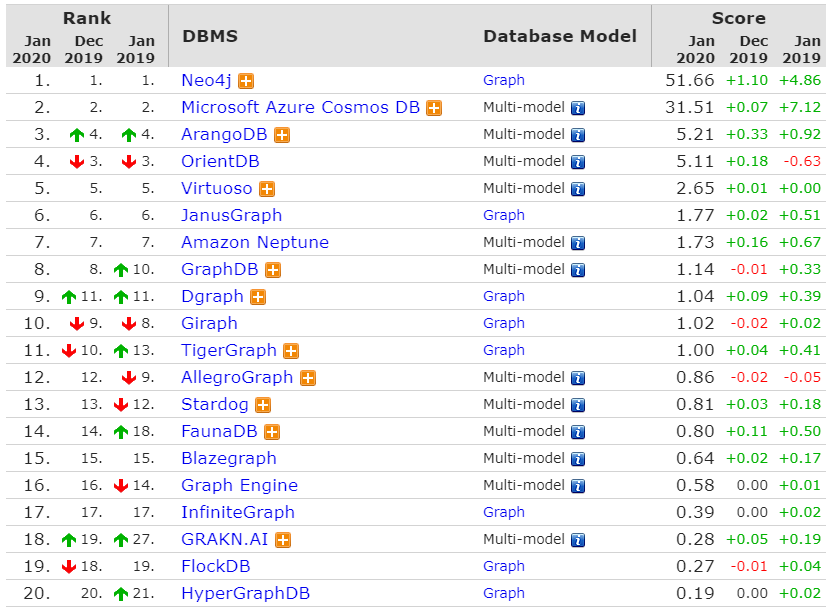 Rank DBMS Database Model Score
Jan 2020 Dec 2019 Jan 2019 Jan 2020 Dec 2019 Jan 2019
1. 1. 1. Neo4j Graph 51.66 +1.10 +4.86
2. 2. 2. Microsoft Azure Cosmos DB Multi-model i 31.51 +0.07 +7.12
3. 4. 4. ArangoDB Multi-model i 5.21 +0.33 +0.92
4. 3. 3. OrientDB Multi-model i 5.11 +0.18 -0.63
5. 5. 5. Virtuoso Multi-model i 2.65 +0.01 +0.00
6. 6. 6. JanusGraph Graph 1.77 +0.02 +0.51
7. 7. 7. Amazon Neptune Multi-model i 1.73 +0.16 +0.67
8. 8. 10. GraphDB Multi-model i 1.14 -0.01 +0.33
9. 11. 11. Dgraph Graph 1.04 +0.09 +0.39
10. 9. 8. Giraph Graph 1.02 -0.02 +0.02
11. 10. 13. TigerGraph Graph 1.00 +0.04 +0.41
12. 12. 9. AllegroGraph Multi-model i 0.86 -0.02 -0.05
13. 13. 12. Stardog Multi-model i 0.81 +0.03 +0.18
14. 14. 18. FaunaDB Multi-model i 0.80 +0.11 +0.50
15. 15. 15. Blazegraph Multi-model i 0.64 +0.02 +0.17
16. 16. 14. Graph Engine Multi-model i 0.58 0.00 +0.01
17. 17. 17. InfiniteGraph Graph 0.39 0.00 +0.02
18. 19. 27. GRAKN.AI Multi-model i 0.28 +0.05 +0.19
19. 18. 19. FlockDB Graph 0.27 -0.01 +0.04
20. 20. 21. HyperGraphDB Graph 0.19 0.00 +0.02